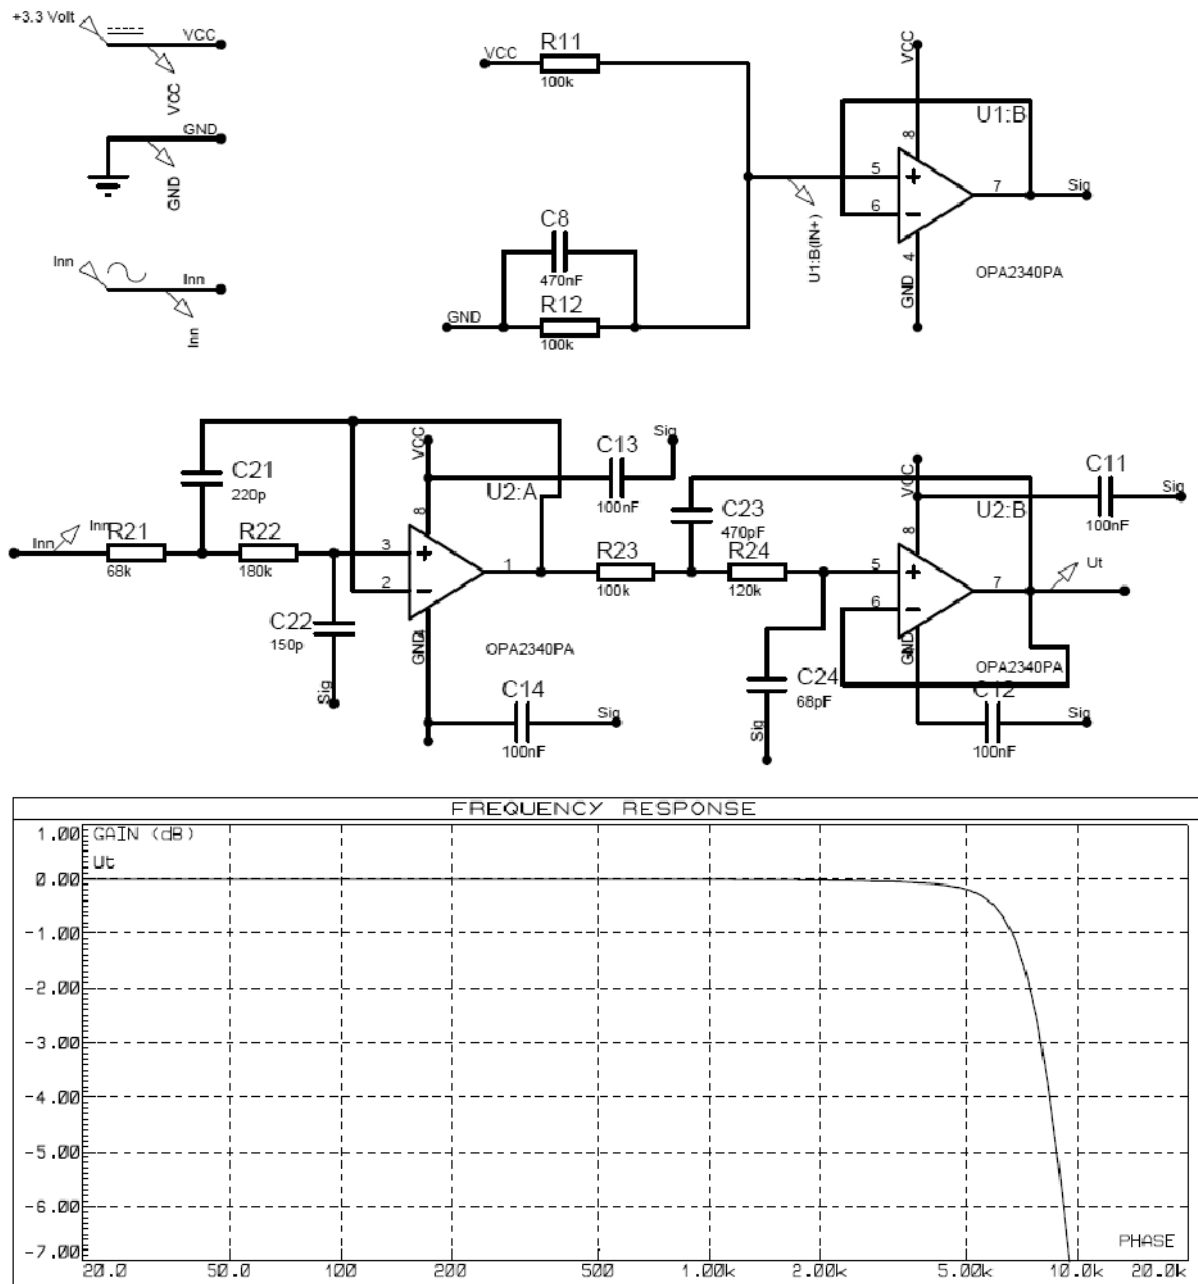 +3.3 Volt
VCC
VCC
GND
GND
Inn
Inn
Inn
VCC
R11
100k
C8
470nF
GND
R12
100k
U1:B(IN+)
VCC
U1:B
8
5
6
7
4
Sig
GND
OPA2340PA
C21
220p
Inn
Inn
R21
68k
R22
180k
C22
150p
Sig
VCC
8
U2:A
3
2
1
4
GND
OPA2340PA
C13
100nF
Sig
C14
100nF
Sig
C23
470pF
R23
100k
R24
120k
C24
68pF
Sig
VCC
8
U2:B
5
6
7
GND
OPA2340PA
Ut
C11
100nF
Sig
C12
100nF
Sig
FREQUENCY RESPONSE
1.00 GAIN (dB)
Ut
0.00
-1.00
-2.00
-3.00
-4.00
-5.00
-6.00
PHASE
-7.00
20.0 50.0 100 200 500 1.00k 2.00k 5.00k 10.0k 20.0k